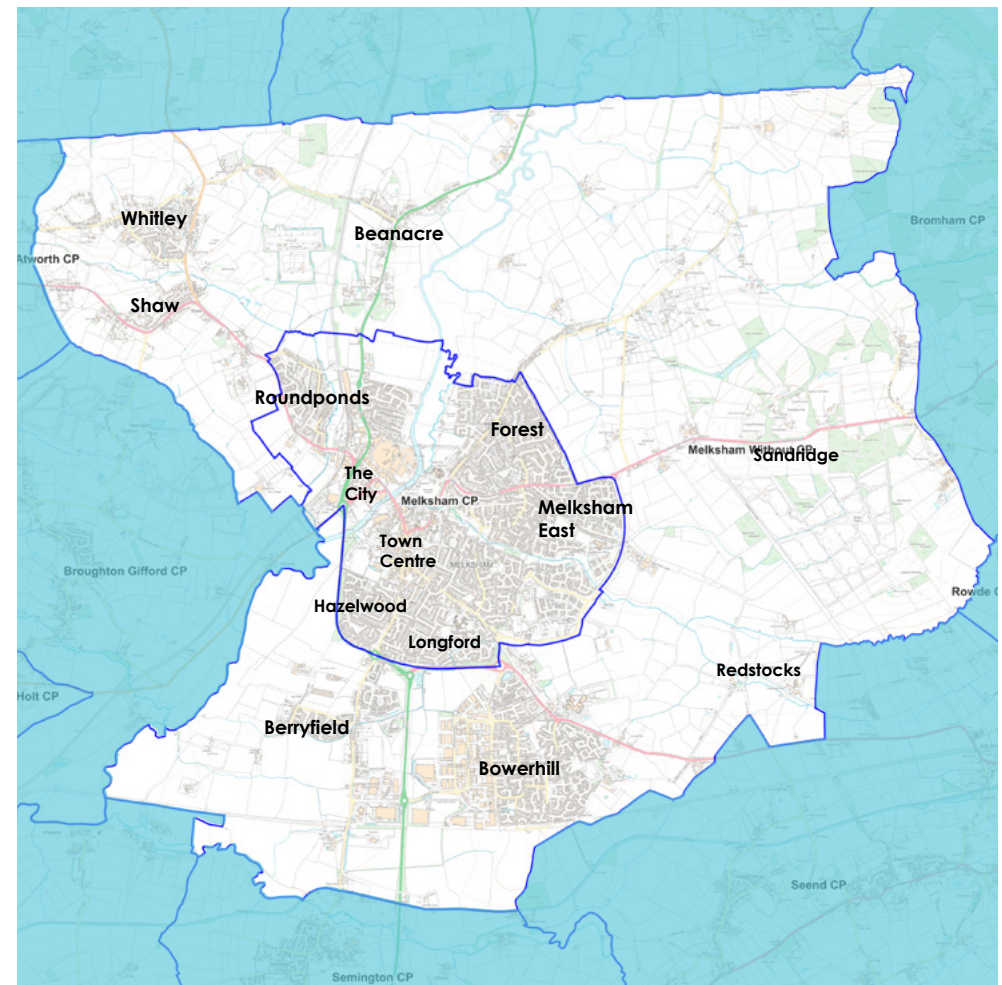 Bromham CP
Whitley
Beanacre
Atworth CP
Shaw
Roundponds
Forest
Melksham Without CP
Sandridge
The
City
Melksham CP
Melksham
East
Town
Centre
MELKSHAM
Broughton Gifford CP
Rowde
Hazelwood
Longford
Redstocks
Holt CP
Berryfield
Bowerhill
Seend CP
Semington CP